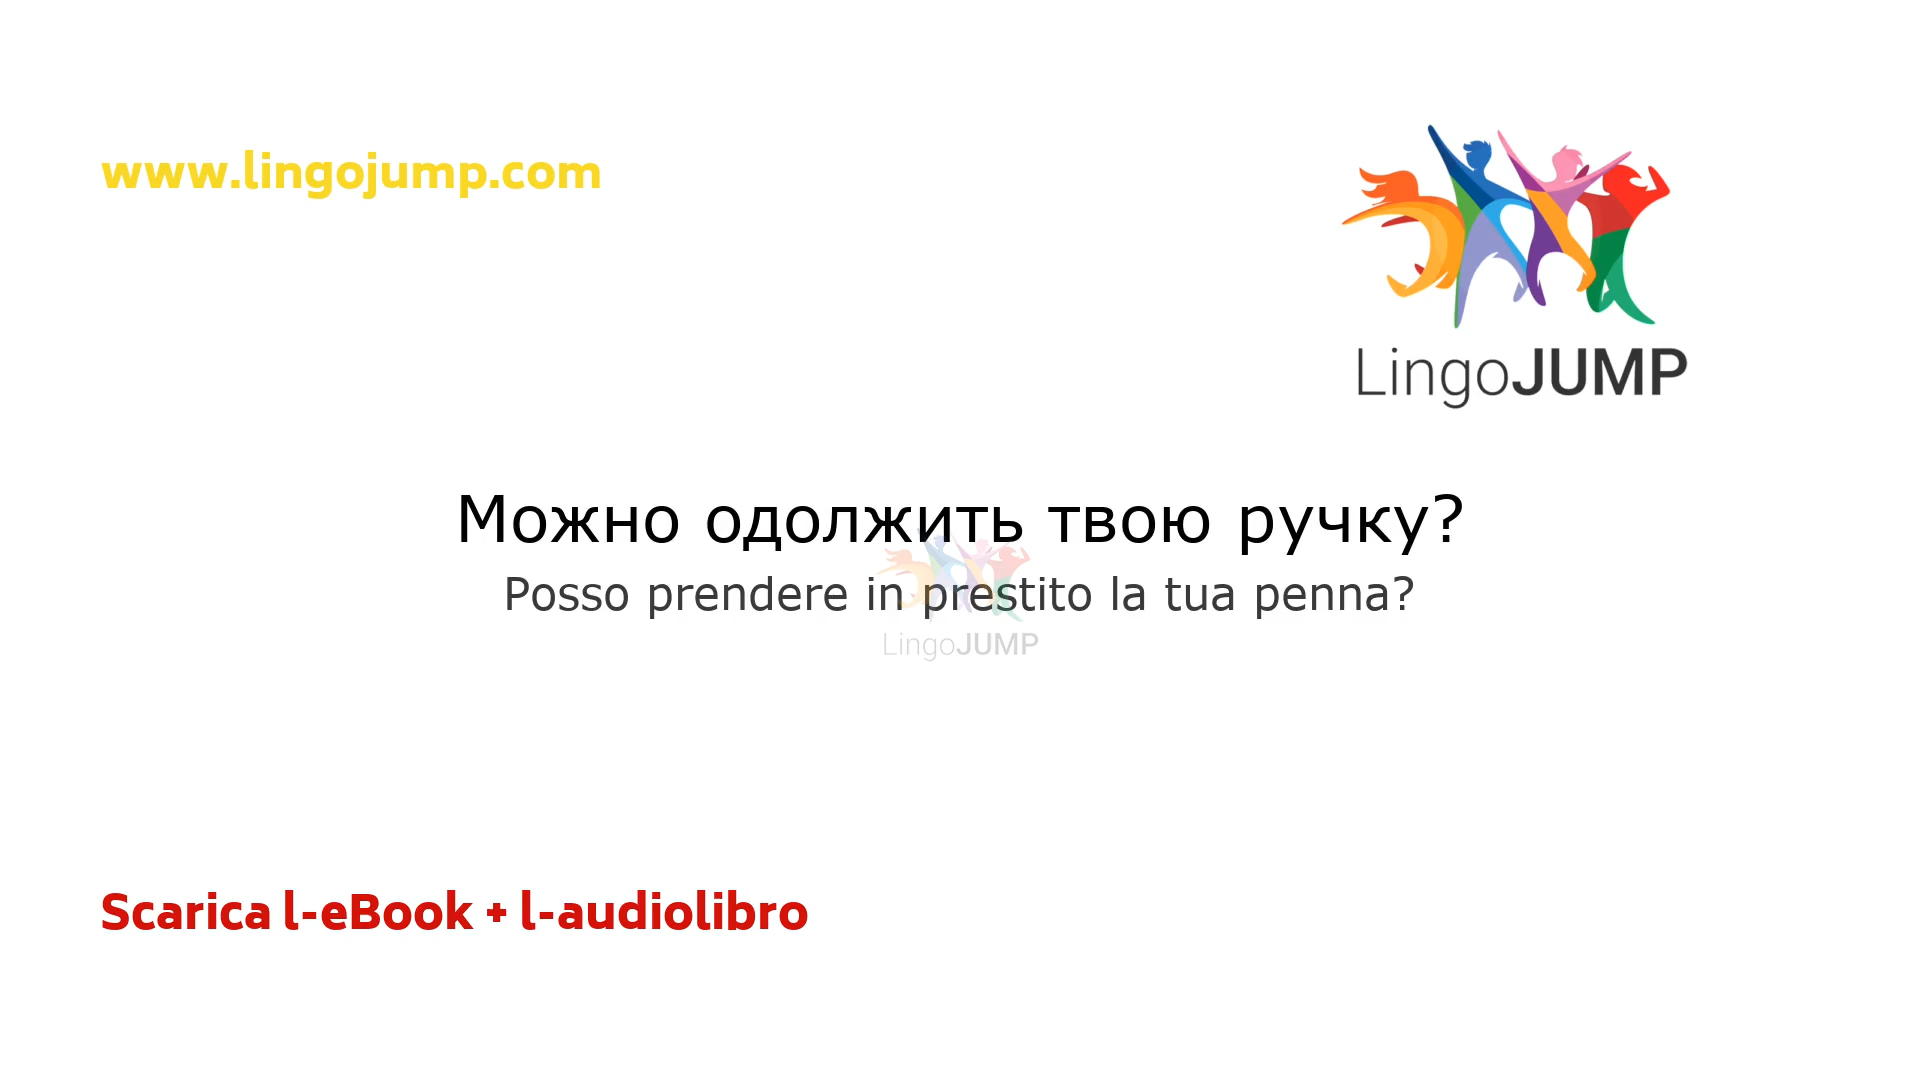 www.lingojump.com
LingoJUMP
Можно одолжить твою ручку?
Posso prendere in prestito la tua penna?
LingoJUMP
Scarica l-eBook + l-audiolibro